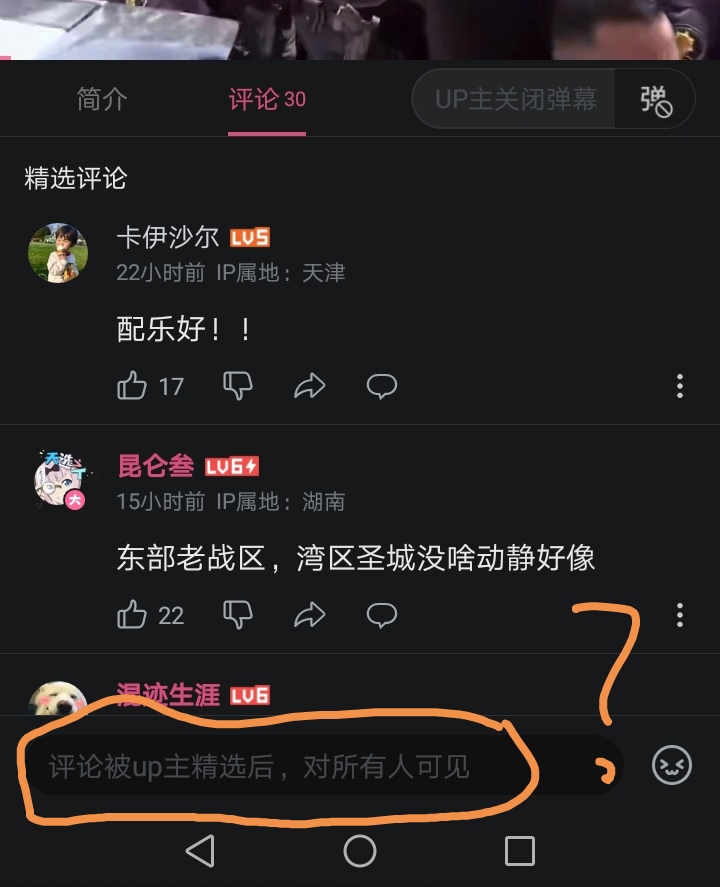 简介
评论 30
UP主关闭弹幕
弹
精选评论
卡伊沙尔 LV5
22小时前 IP属地：天津
配乐好！！
17
天选
昆仑叁 LV6
大
15小时前 IP属地：湖南
东部老战区，湾区圣城没啥动静好像
22
混迹生涯 LV6
评论被up主精选后，对所有人可见
?